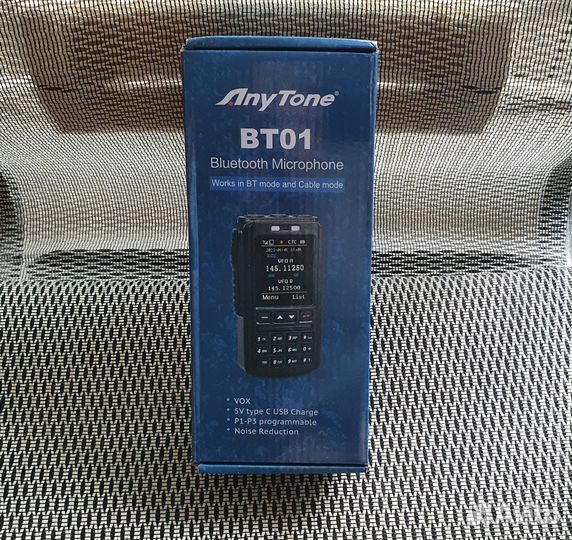 AnyTone®
BT01
Bluetooth Microphone
Works in BT mode and Cable mode
CTC
VFO A
145.11250
VFO B
145.12500
Menu List
* VOX
* 5V type C USB Charge
* P1-P3 programmable
* Noise Reduction